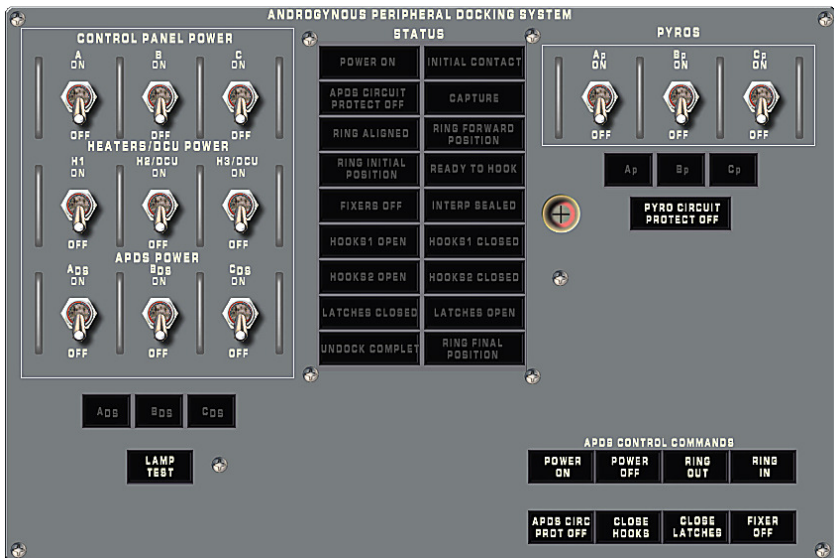 ANDROGYNOUS PERIPHERAL DOCKING SYSTEM
CONTROL PANEL POWER
A B C
ON ON ON
OFF OFF OFF
HEATERS/DCU POWER
H1 H2/DCU H3/DCU
ON ON ON
OFF OFF OFF
APDS POWER
ADS BDS CDS
ON ON ON
OFF OFF OFF
ADS BDS CDS
LAMP
TEST
STATUS
POWER ON
INITIAL CONTACT
APDS CIRCUIT
PROTECT OFF
CAPTURE
RING ALIGNED
RING FORWARD
POSITION
RING INITIAL
POSITION
READY TO HOOK
FIXERS OFF
INTERP SEALED
HOOKS1 OPEN
HOOKS1 CLOSED
HOOKS2 OPEN
HOOKS2 CLOSED
LATCHES CLOSED
LATCHES OPEN
UNDOCK COMPLET
RING FINAL
POSITION
PYROS
Ap Bp Cp
ON ON ON
OFF OFF OFF
Ap Bp Cp
PYRO CIRCUIT
PROTECT OFF
APDS CONTROL COMMANDS
POWER
ON
POWER
OFF
RING
OUT
RING
IN
APDS CIRC
PROT OFF
CLOSE
HOOKS
CLOSE
LATCHES
FIXER
OFF